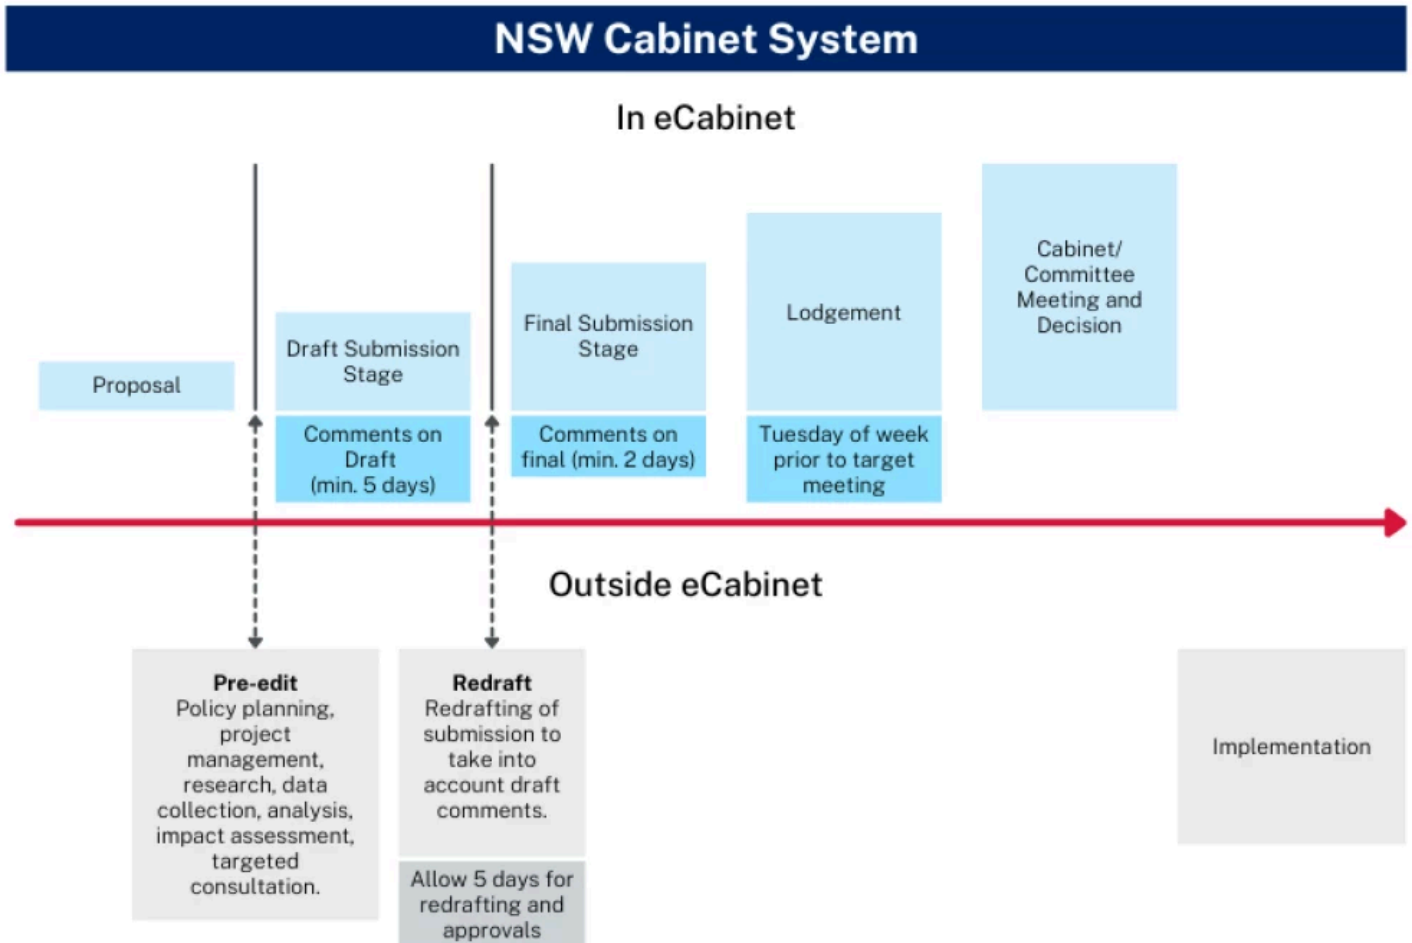 NSW Cabinet System
In eCabinet
Proposal
Draft Submission
Stage
Comments on
Draft
(min. 5 days)
Final Submission
Stage
Comments on
final (min. 2 days)
Lodgement
Tuesday of week
prior to target
meeting
Cabinet/
Committee
Meeting and
Decision
Outside eCabinet
Pre-edit
Policy planning,
project
management,
research, data
collection, analysis,
impact assessment,
targeted
consultation.
Redraft
Redrafting of
submission to
take into
account draft
comments.
Allow 5 days for
redrafting and
approvals
Implementation